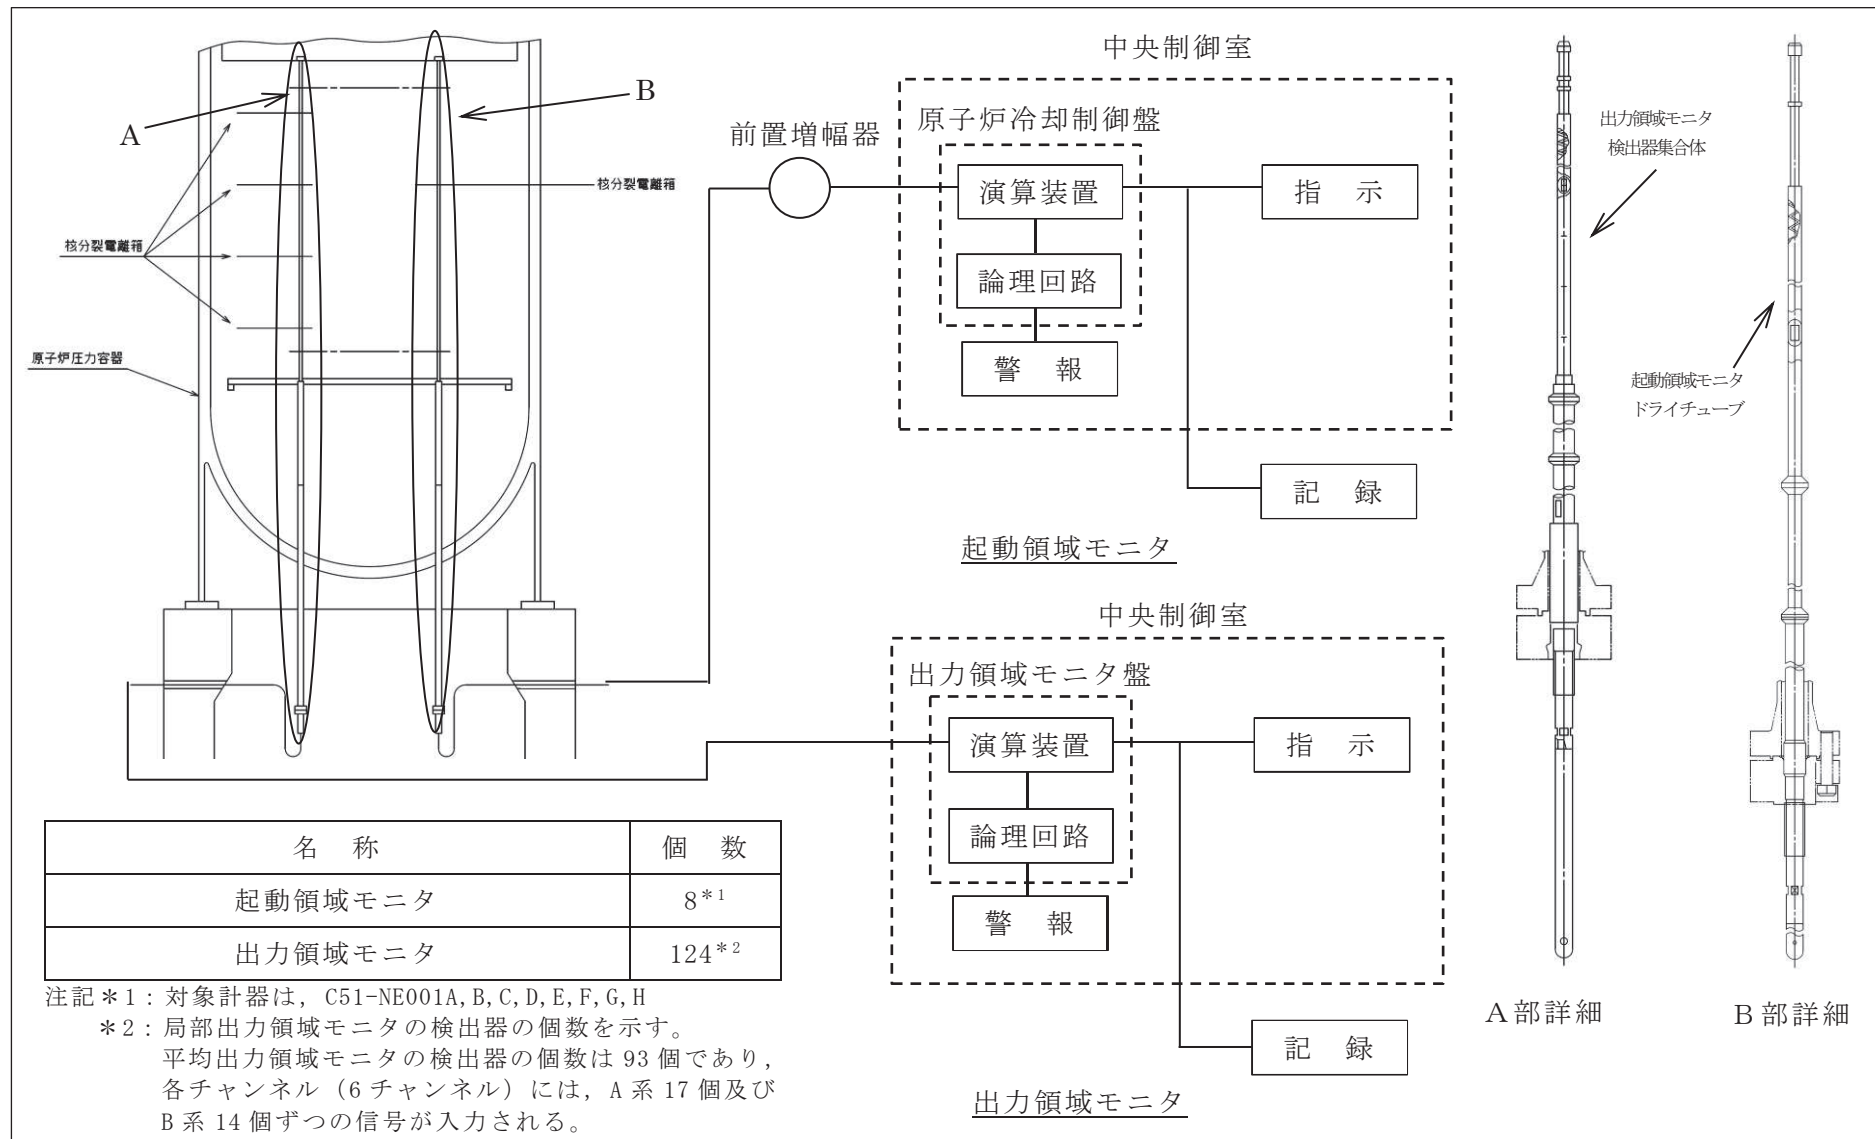 A
B
核分裂電離箱
核分裂電離箱
原子炉圧力容器
前置増幅器
中央制御室
原子炉冷却制御盤
演算装置
指 示
論理回路
警 報
記 録
起動領域モニタ
中央制御室
出力領域モニタ盤
演算装置
指 示
論理回路
警 報
記 録
出力領域モニタ
出力領域モニタ
検出器集合体
起動領域モニタ
ドライチューブ
A部詳細
B部詳細
名 称 個 数
起動領域モニタ 8*1
出力領域モニタ 124*2
注記*1:対象計器は,C51-NE001A,B,C,D,E,F,G,H
*2:局部出力領域モニタの検出器の個数を示す。
平均出力領域モニタの検出器の個数は93個であり,
各チャンネル(6チャンネル)には,A系17個及び
B系14個ずつの信号が入力される。